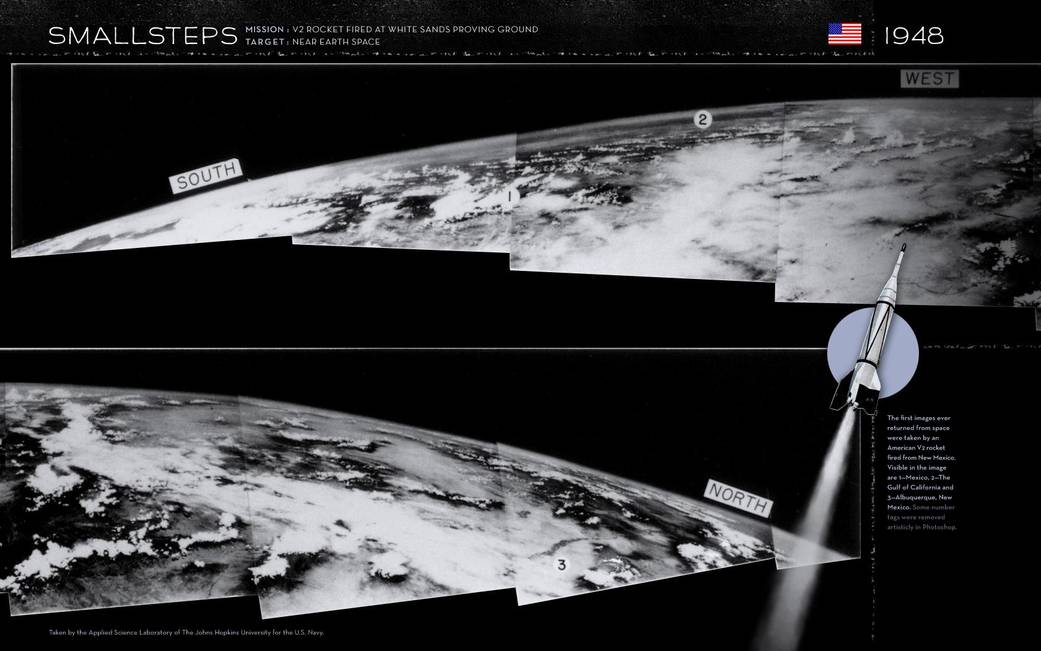 SMALLSTEPS
MISSION : V2 ROCKET FIRED AT WHITE SANDS PROVING GROUND
TARGET : NEAR EARTH SPACE
1948
WEST
SOUTH
2
1
NORTH
3
The first images ever
returned from space
were taken by an
American V2 rocket
fired from New Mexico.
Visible in the image
are 1–Mexico, 2–The
Gulf of California and
3–Albuquerque, New
Mexico. Some number
tags were removed
artisticly in Photoshop.
Taken by the Applied Science Laboratory of The Johns Hopkins University for the U.S. Navy.